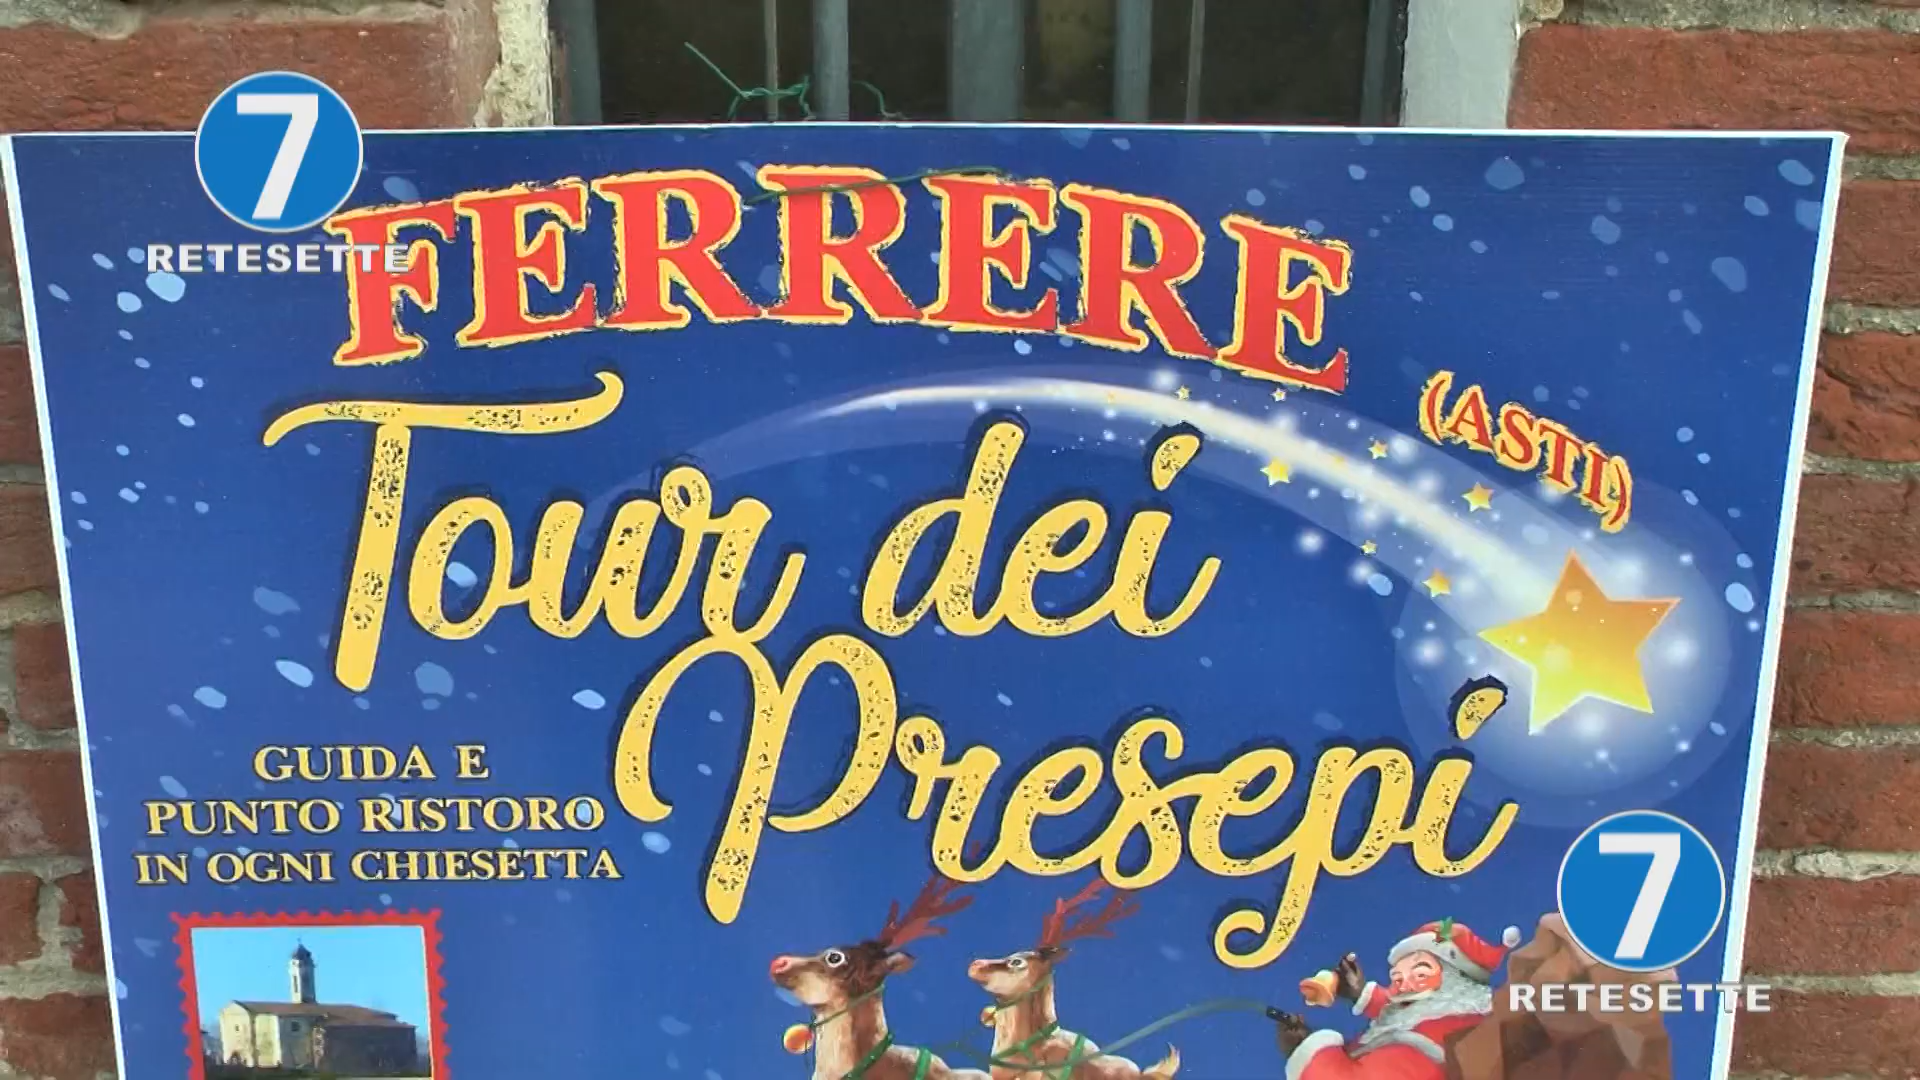 7
RETESETTE
FERRERE
(ASTI)
Tour dei
Presepi
GUIDA E
PUNTO RISTORO
IN OGNI CHIESETTA
7
RETESETTE